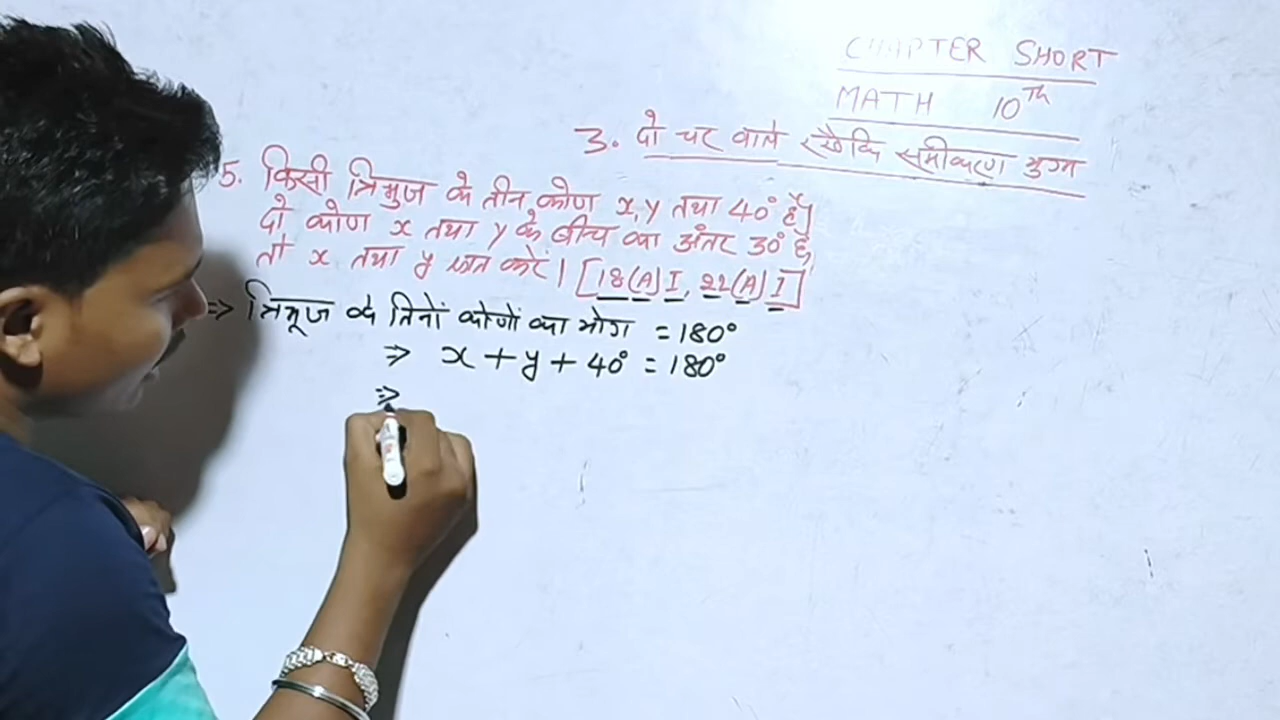 CHAPTER SHORT
MATH 10Th
3. दो चर वाले रैखिक समीकरण युग्म
5. किसी त्रिभुज के तीन कोण x, y तथा 40° हैं।
दो कोण x तथा y के बीच का अंतर 30° है,
तो x तथा y ज्ञात करें। [18(A)I, 22(A)I]
=> त्रिभूज के तिनों कोणों का योग = 180°
=> x + y + 40° = 180°
=>